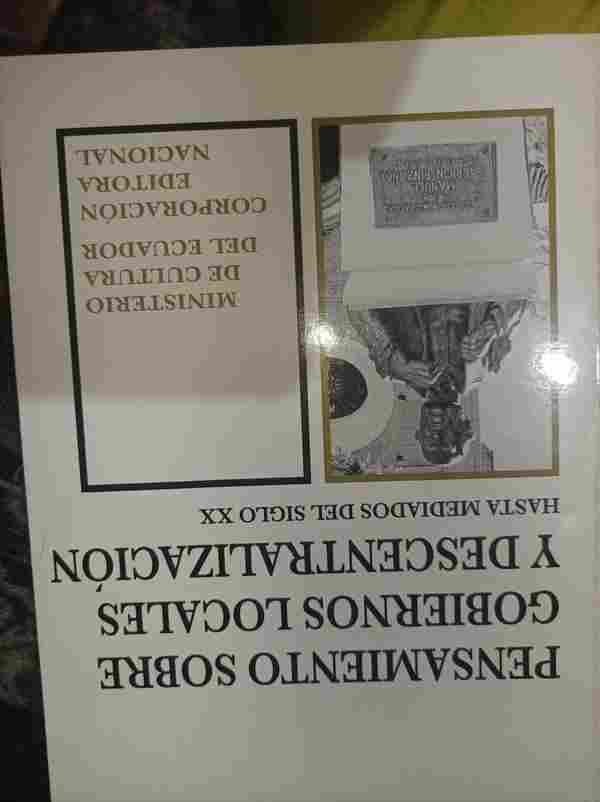 PENSAMIENTO SOBRE
GOBIERNOS LOCALES
Y DESCENTRALIZACIÓN
HASTA MEDIADOS DEL SIGLO XX
MANUEL
MINISTERIO
DE CULTURA
DEL ECUADOR
CORPORACIÓN
EDITORA
NACIONAL